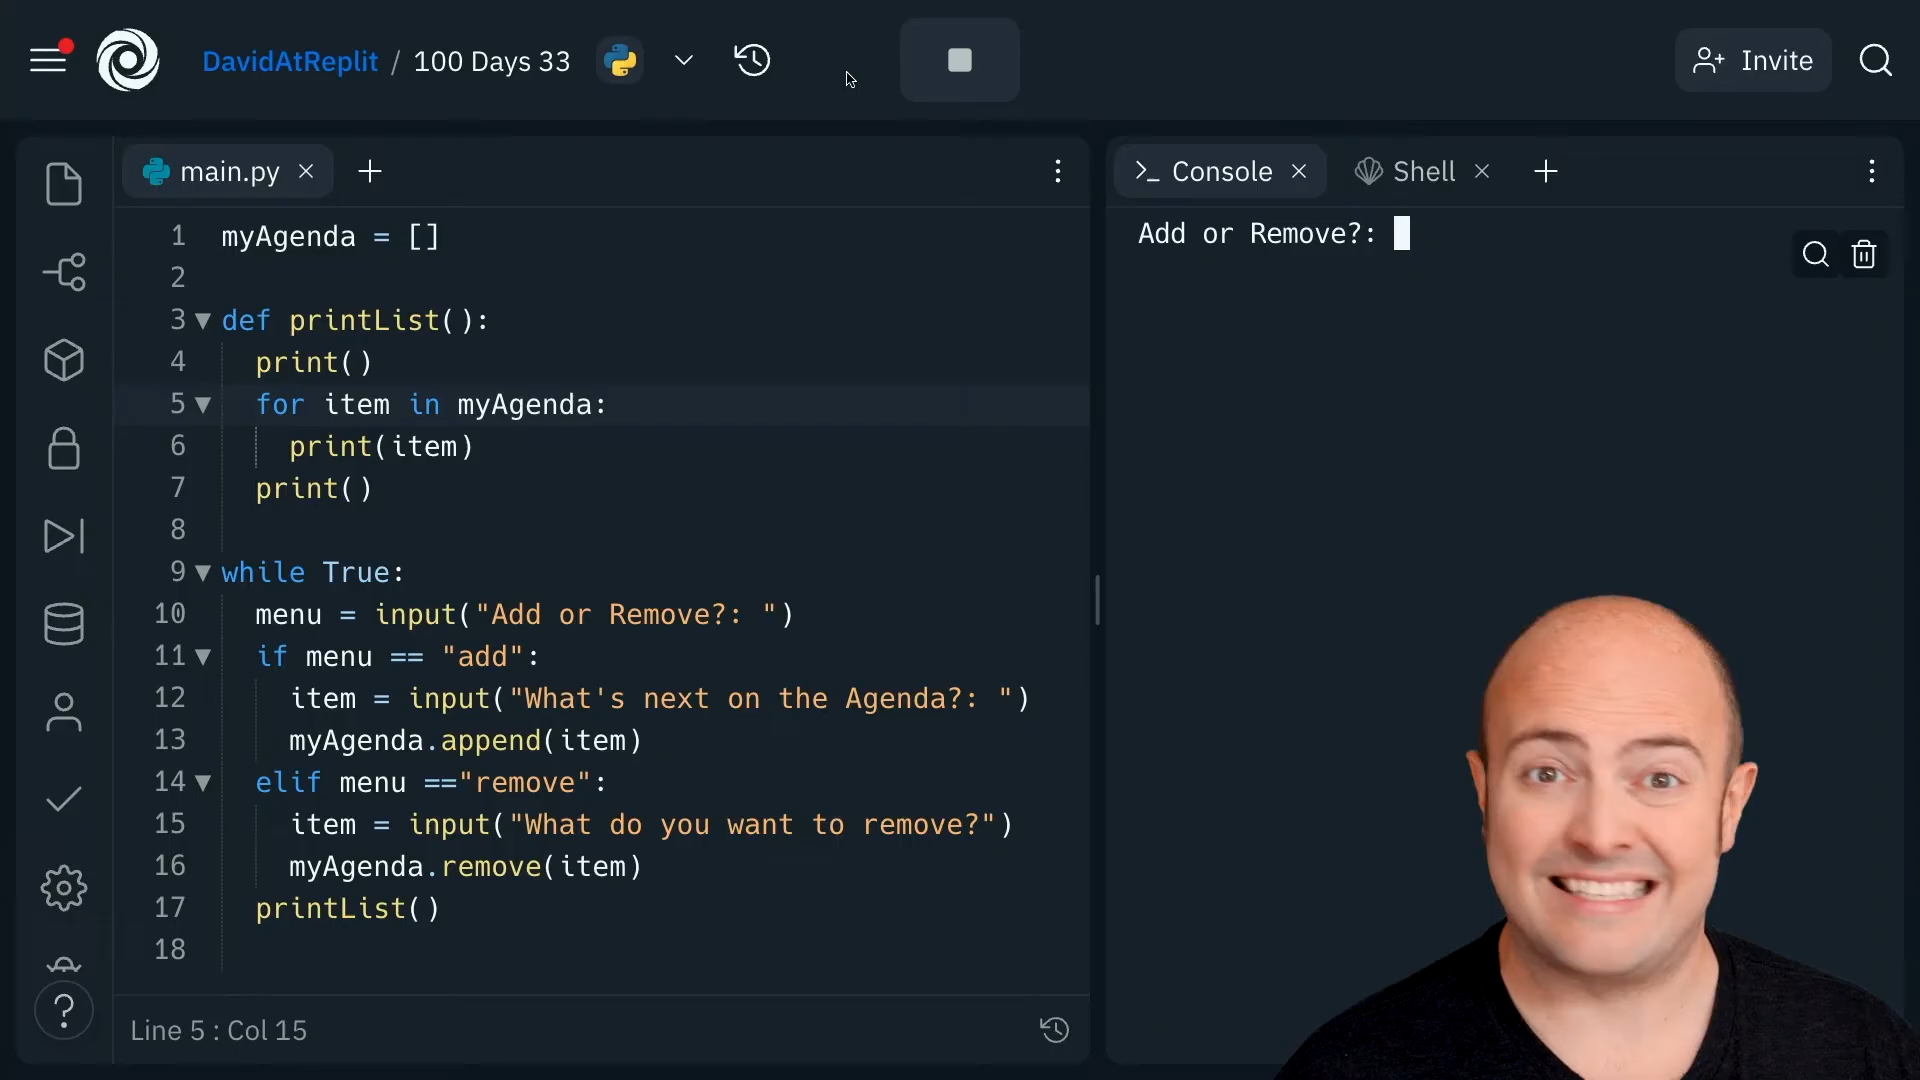 DavidAtReplit / 100 Days 33
Invite
main.py
Console
Shell
1 myAgenda = []
2
3 def printList():
4 print()
5 for item in myAgenda:
6 print(item)
7 print()
8
9 while True:
10 menu = input("Add or Remove?: ")
11 if menu == "add":
12 item = input("What's next on the Agenda?: ")
13 myAgenda.append(item)
14 elif menu =="remove":
15 item = input("What do you want to remove?")
16 myAgenda.remove(item)
17 printList()
18
Line 5 : Col 15
Add or Remove?: